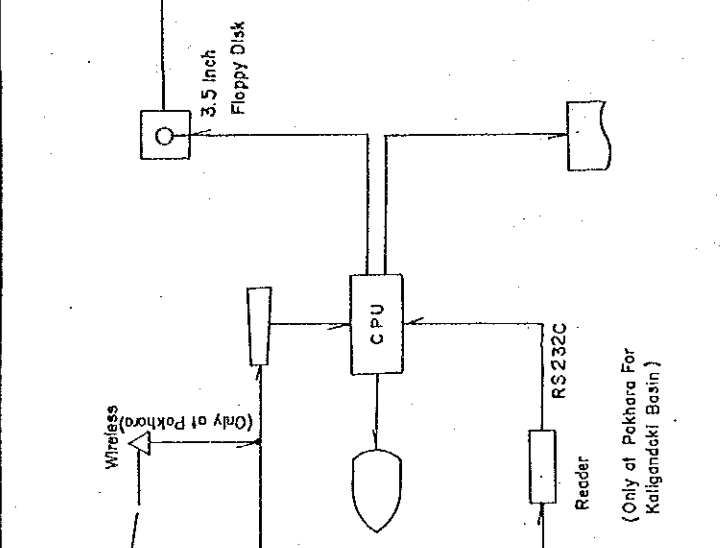 3.5 Inch
Floppy Disk
CPU
Wireless
(Only at Pokhara)
RS232C
Reader
(Only at Pokhara For
Kaligandaki Basin)